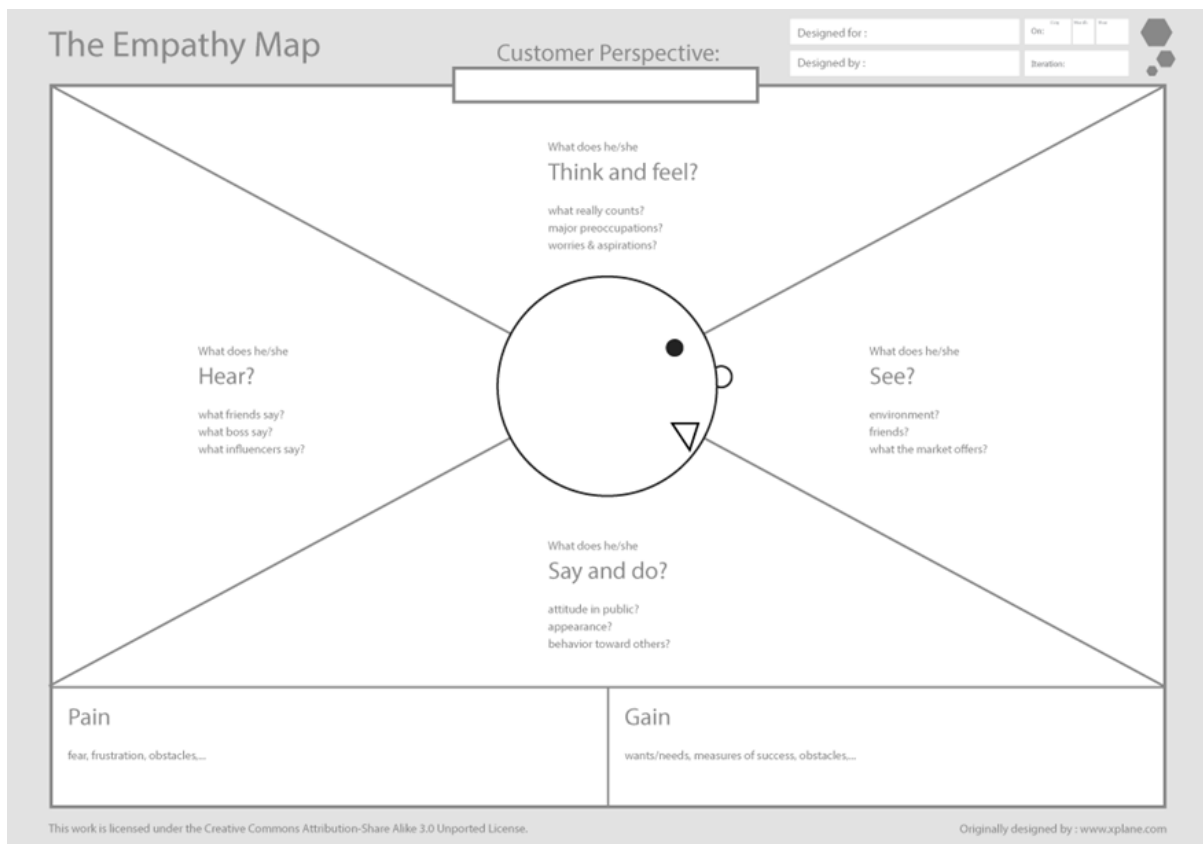 The Empathy Map
Customer Perspective:
Designed for :
Designed by :
On:
Iteration:
What does he/she
Think and feel?
what really counts?
major preoccupations?
worries & aspirations?
What does he/she
Hear?
what friends say?
what boss say?
what influencers say?
What does he/she
See?
environment?
friends?
what the market offers?
What does he/she
Say and do?
attitude in public?
appearance?
behavior toward others?
Pain
fear, frustration, obstacles,...
Gain
wants/needs, measures of success, obstacles,...
This work is licensed under the Creative Commons Attribution-Share Alike 3.0 Unported License.
Originally designed by : www.xplane.com